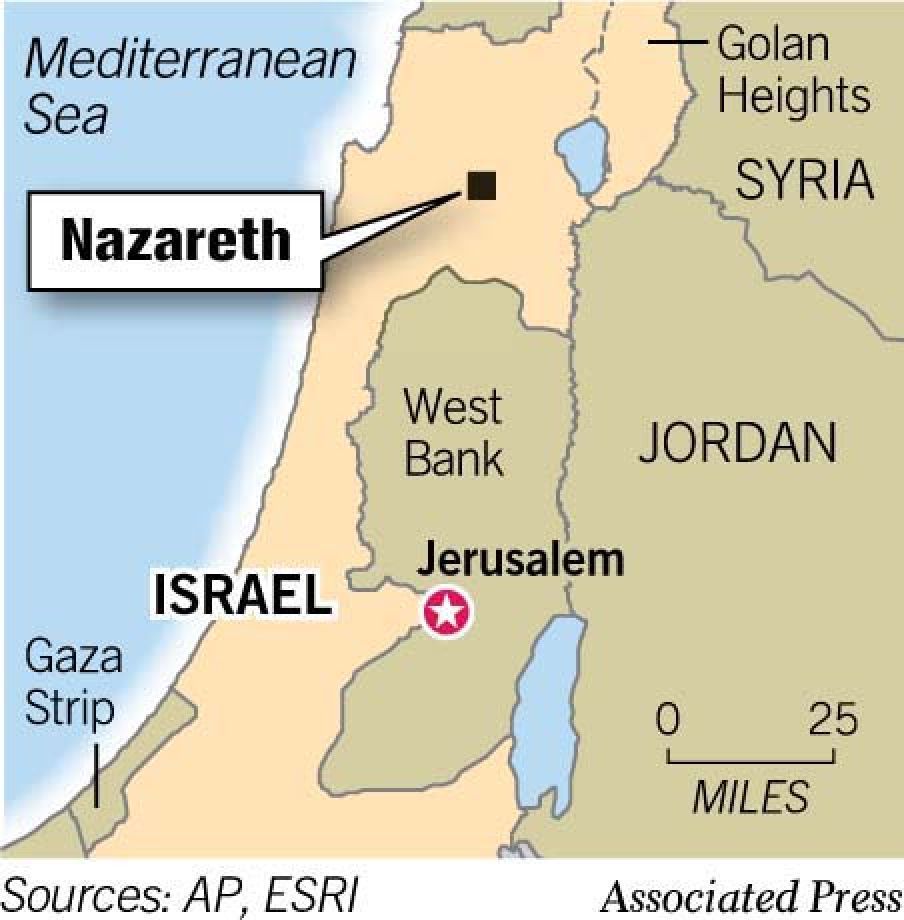 Mediterranean
Sea
Golan
Heights
SYRIA
Nazareth
West
Bank
JORDAN
Jerusalem
ISRAEL
Gaza
Strip
0 25
MILES
Sources: AP, ESRI
Associated Press